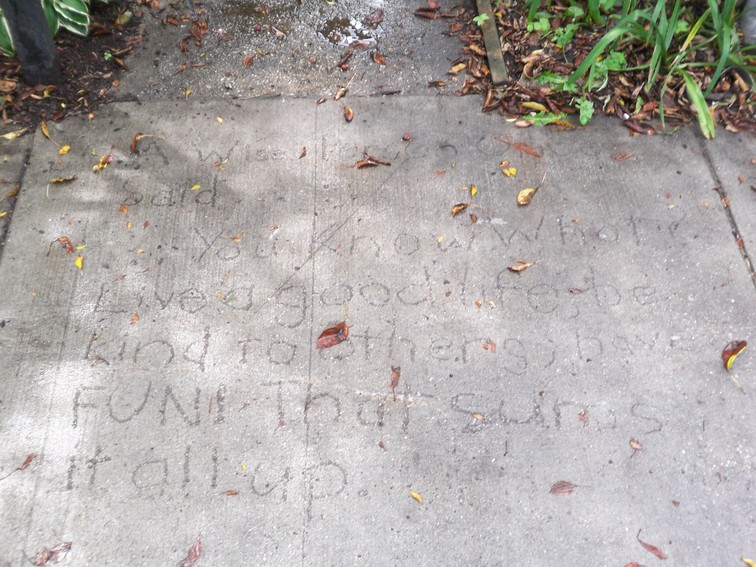 A wise
said
You Know What
Live a good life, be
kind to others, have
FUN! That sums
it all up.